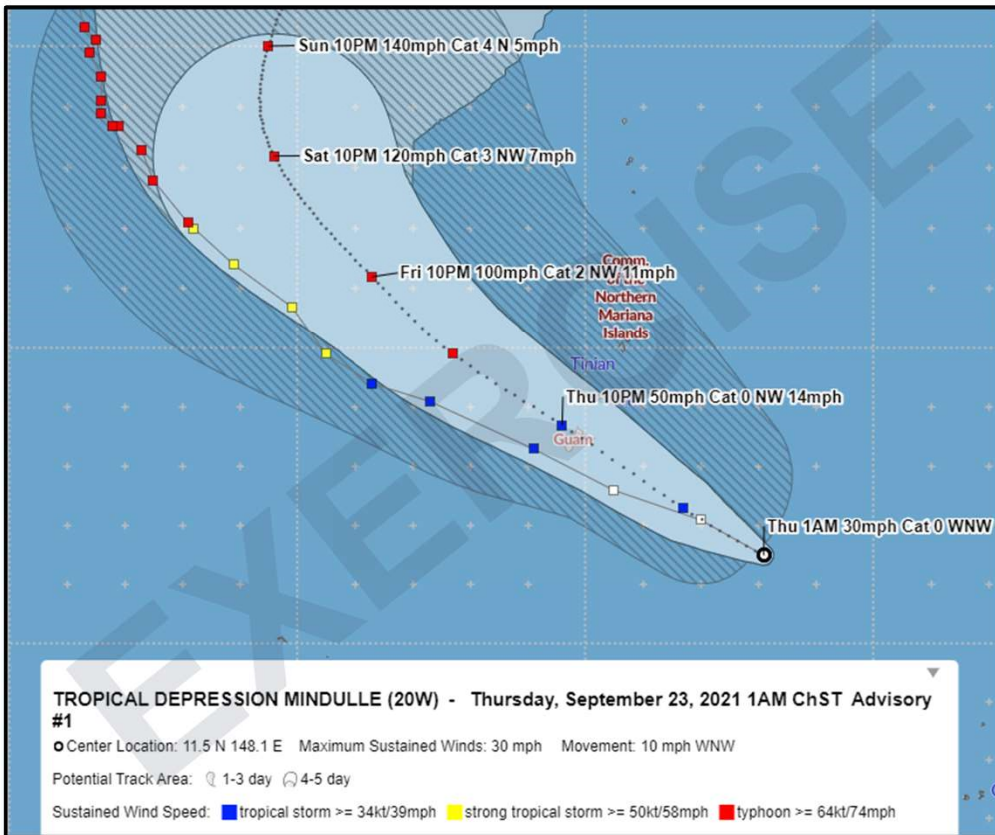 Sun 10PM 140mph Cat 4 N 5mph
Sat 10PM 120mph Cat 3 NW 7mph
Fri 10PM 100mph Cat 2 NW 11mph
Comm.
of the
Northern
Mariana
Islands
Tinian
Thu 10PM 50mph Cat 0 NW 14mph
Guam
Thu 1AM 30mph Cat 0 WNW
EXERCISE
TROPICAL DEPRESSION MINDULLE (20W) - Thursday, September 23, 2021 1AM ChST Advisory
#1
Center Location: 11.5 N 148.1 E Maximum Sustained Winds: 30 mph Movement: 10 mph WNW
Potential Track Area: 1-3 day 4-5 day
Sustained Wind Speed: tropical storm >= 34kt/39mph strong tropical storm >= 50kt/58mph typhoon >= 64kt/74mph